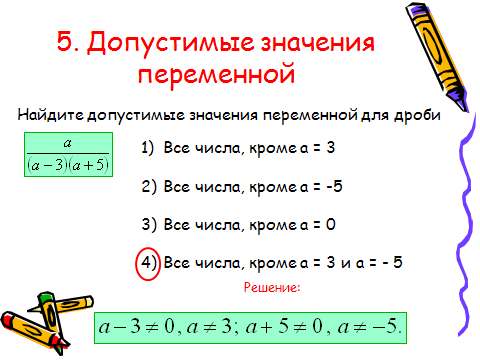 5. Допустимые значения
переменной
Найдите допустимые значения переменной для дроби
a
(a − 3)(a + 5)
1) Все числа, кроме а = 3
2) Все числа, кроме а = -5
3) Все числа, кроме а = 0
4) Все числа, кроме а = 3 и а = - 5
Решение:
a − 3 ≠ 0 , a ≠ 3; a + 5 ≠ 0 , a ≠ −5.